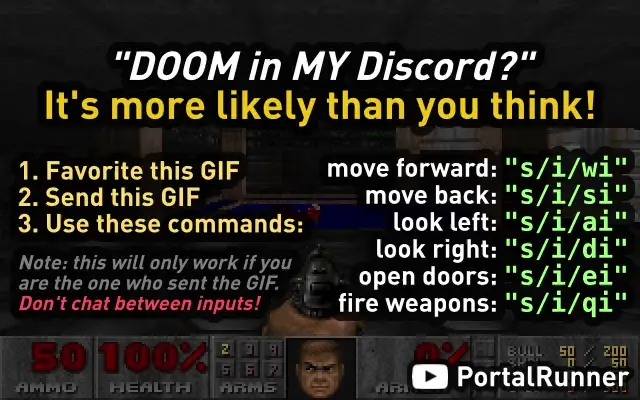 "DOOM in MY Discord?"
It's more likely than you think!
1. Favorite this GIF
2. Send this GIF
3. Use these commands:
Note: this will only work if you
are the one who sent the GIF.
Don't chat between inputs!
move forward: "s/i/wi"
move back: "s/i/si"
look left: "s/i/ai"
look right: "s/i/di"
open doors: "s/i/ei"
fire weapons: "s/i/qi"
50 100% 2 3 4 5 6 7 0%
AMMO HEALTH ARMS
BULL 50 / 200
0 / 50
PortalRunner